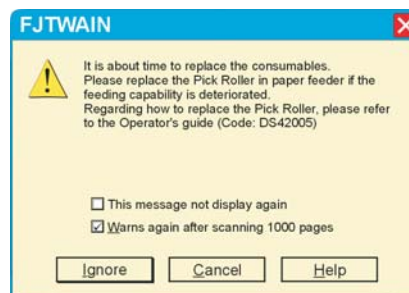 FJTWAIN
It is about time to replace the consumables.
Please replace the Pick Roller in paper feeder if the
feeding capability is deteriorated.
Regarding how to replace the Pick Roller, please refer
to the Operator's guide (Code: DS42005)
This message not display again
Warns again after scanning 1000 pages
Ignore Cancel Help